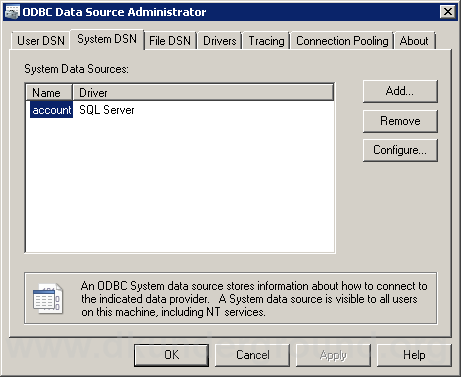 ODBC Data Source Administrator
User DSN System DSN File DSN Drivers Tracing Connection Pooling About
System Data Sources:
Name Driver
account SQL Server
Add...
Remove
Configure...
An ODBC System data source stores information about how to connect to
the indicated data provider. A System data source is visible to all users
on this machine, including NT services.
OK Cancel Apply Help